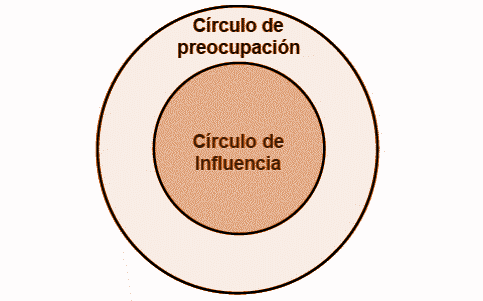 Círculo de
preocupación
Círculo de
Influencia